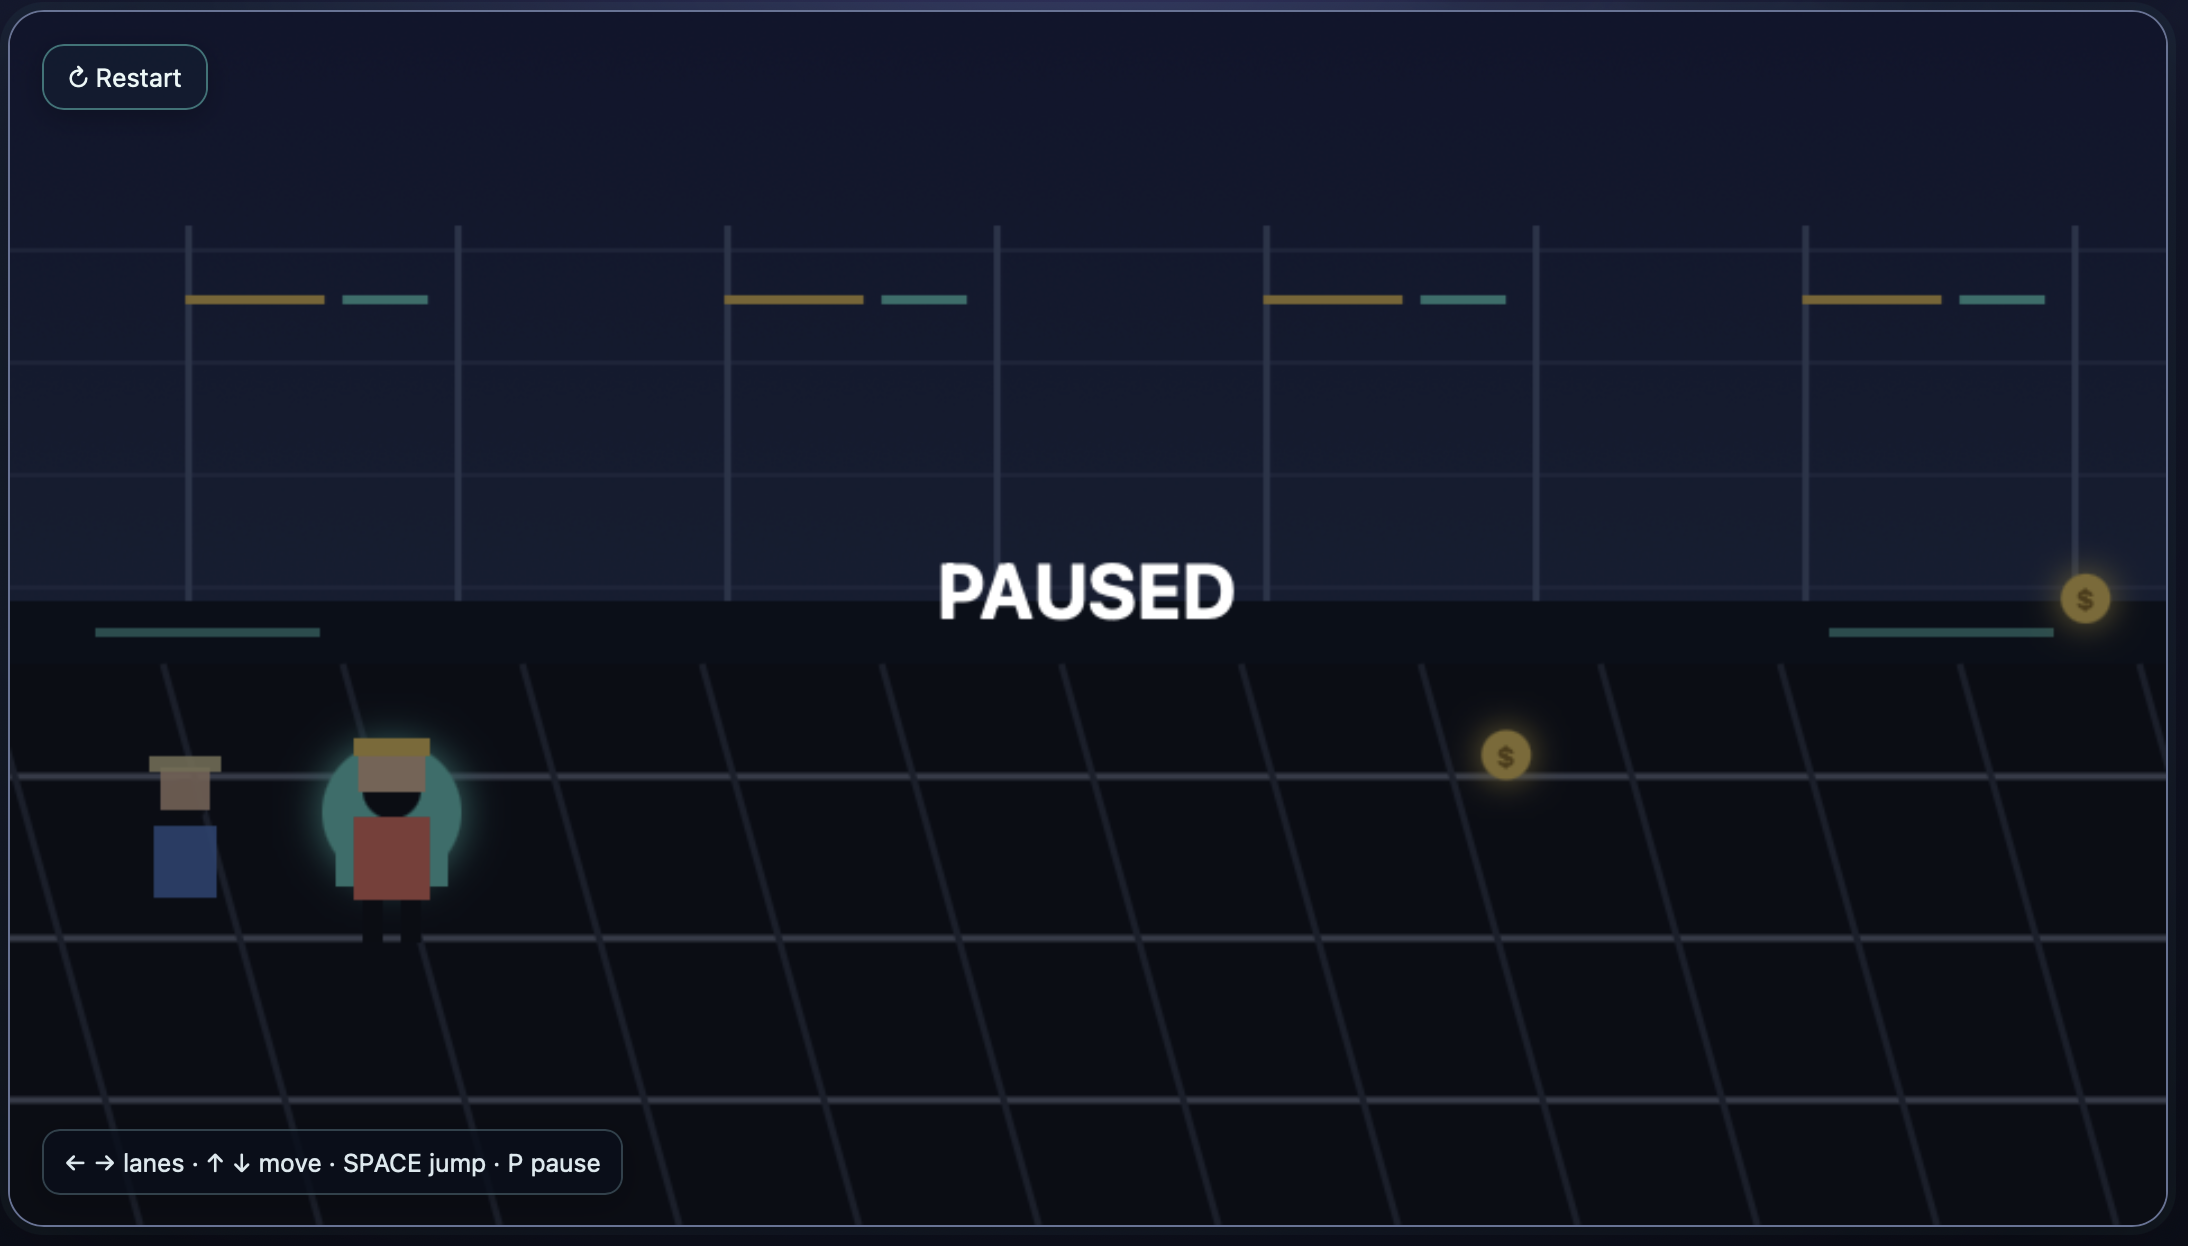 ↻ Restart
PAUSED
$
$
← → lanes · ↑ ↓ move · SPACE jump · P pause